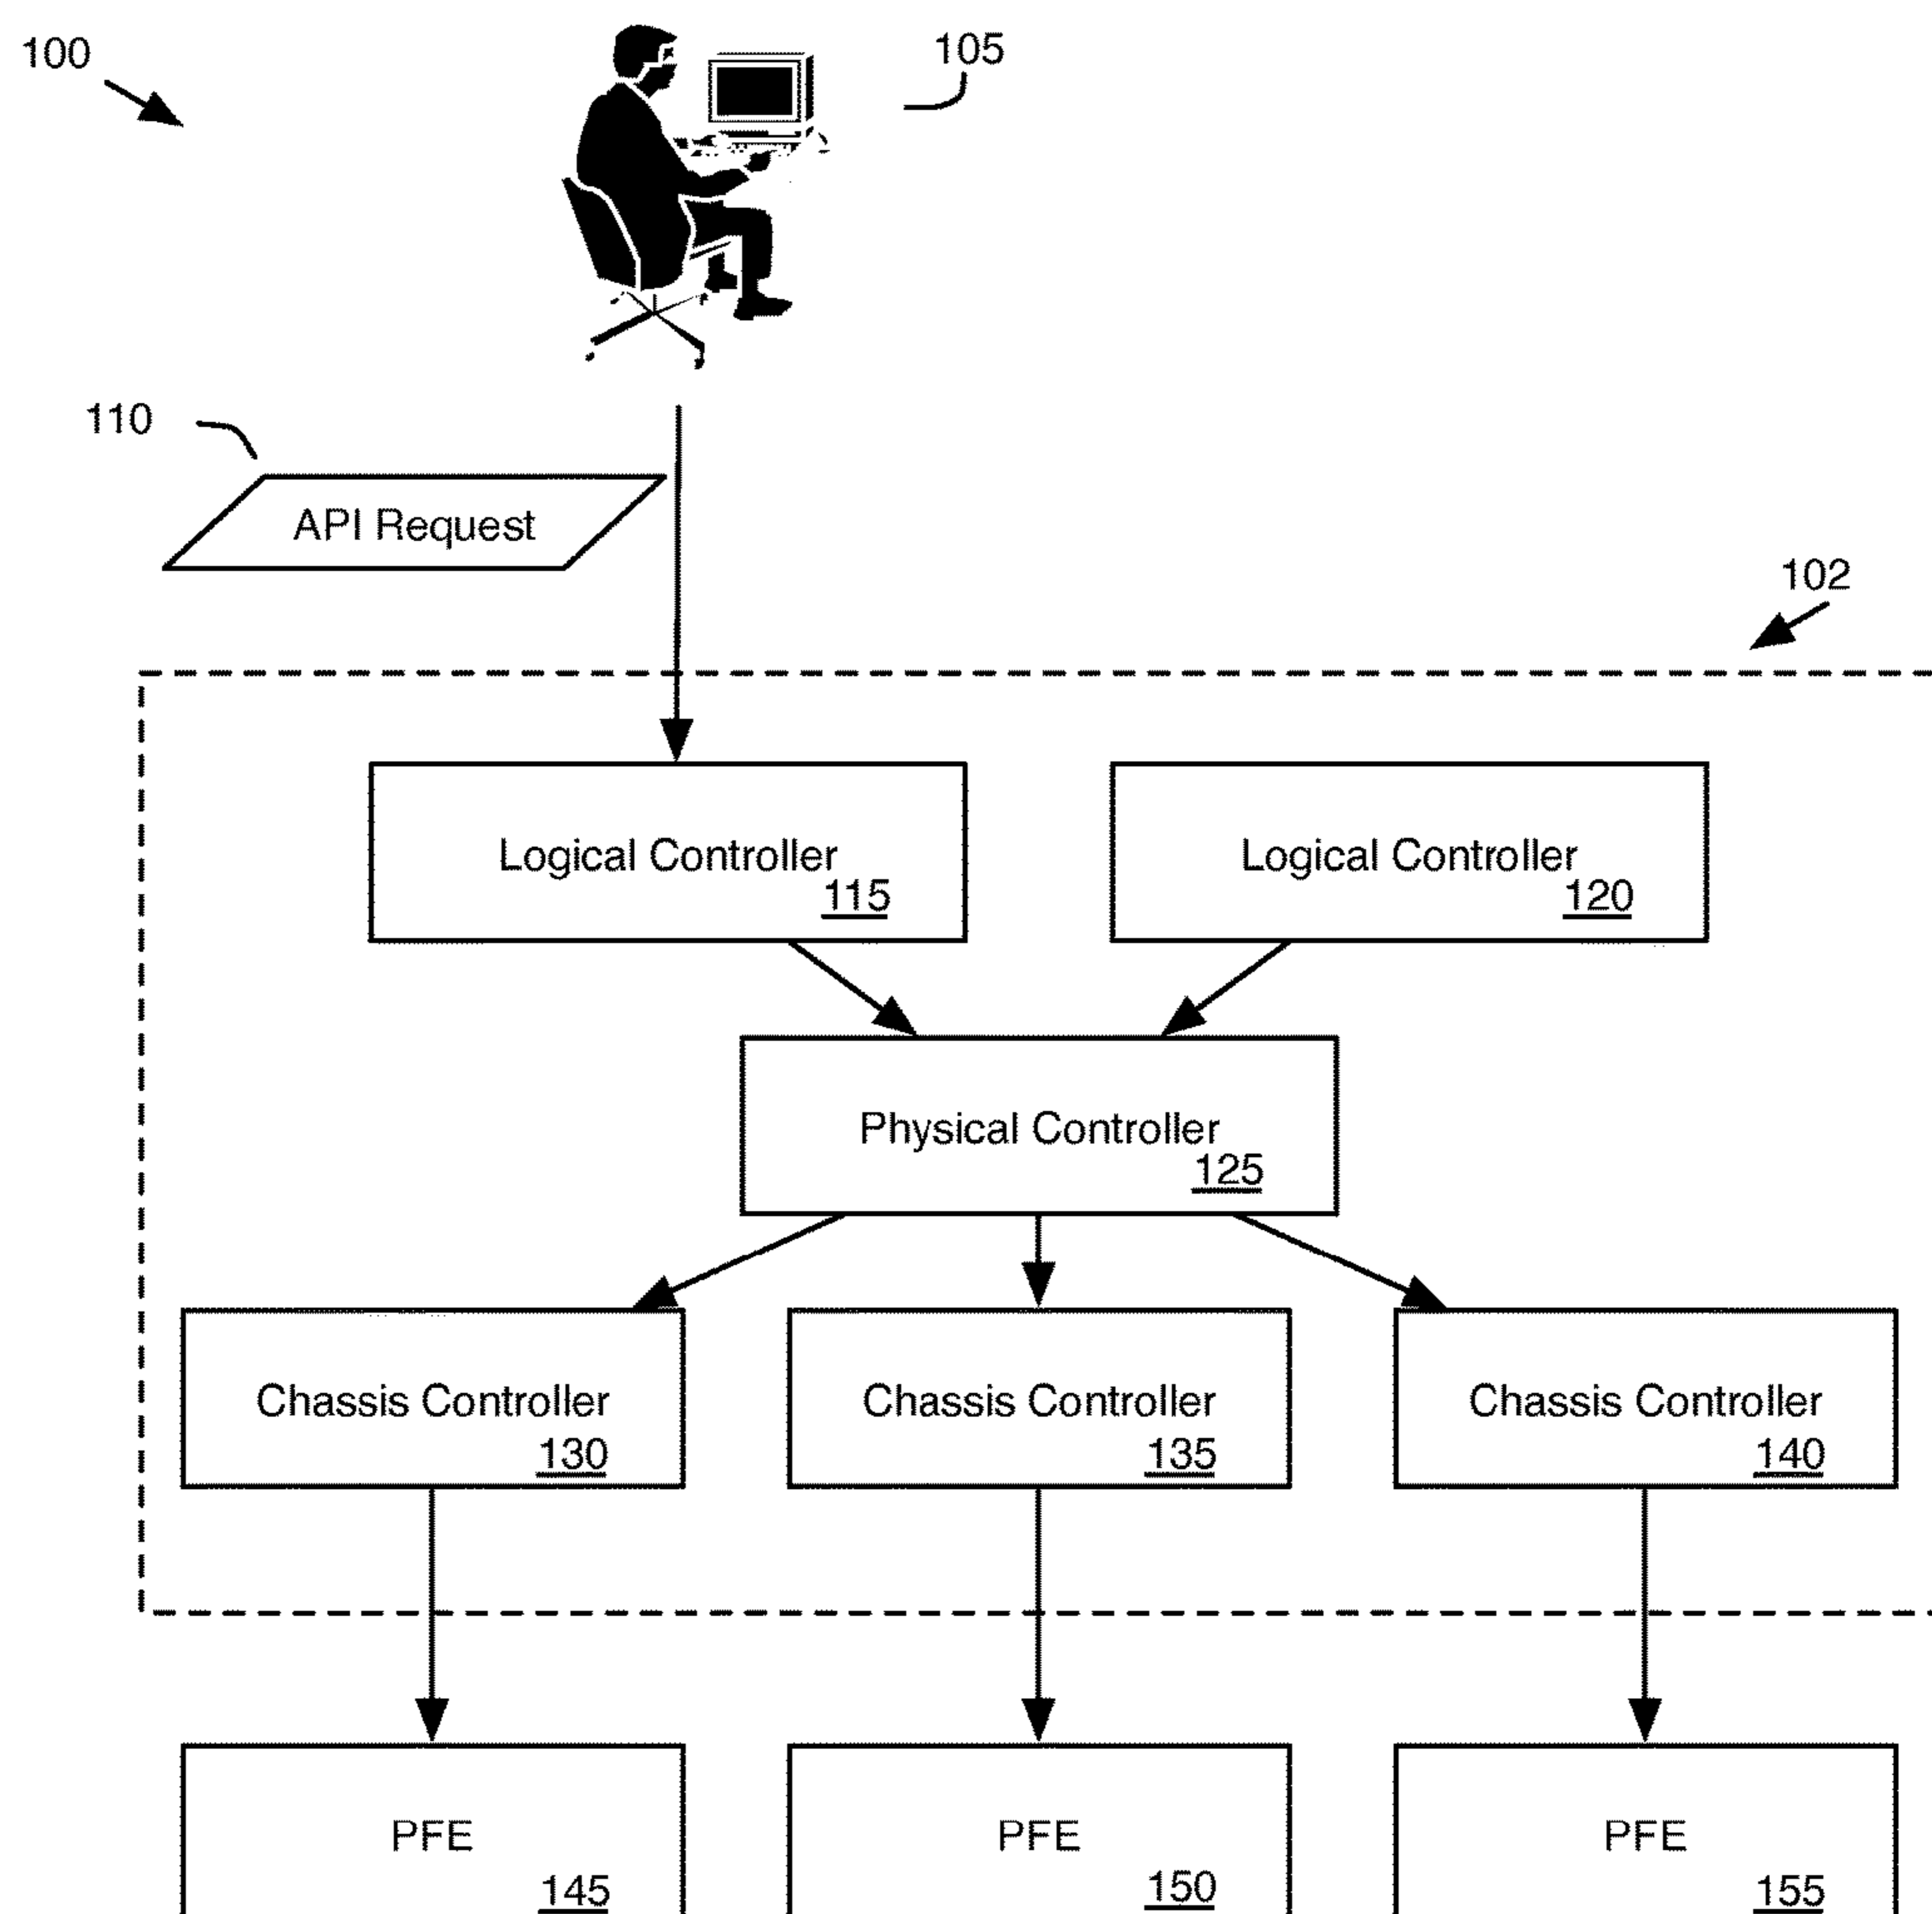 100
105
110
API Request
102
Logical Controller
115
Logical Controller
120
Physical Controller
125
Chassis Controller
130
Chassis Controller
135
Chassis Controller
140
PFE
145
PFE
150
PFE
155